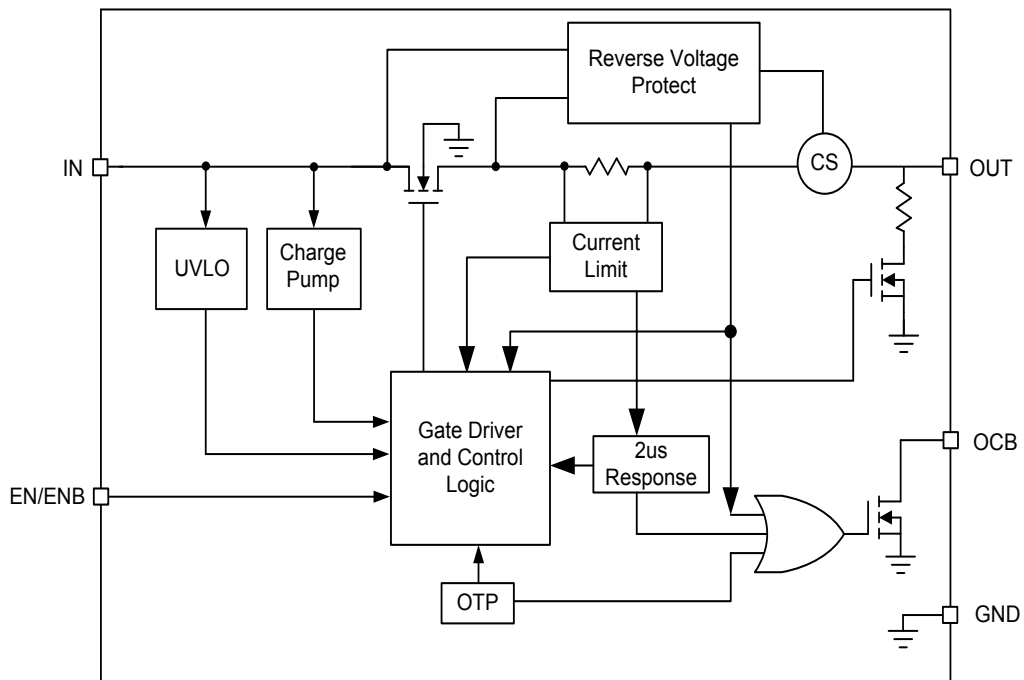 Reverse Voltage
Protect
IN
CS
OUT
UVLO
Charge
Pump
Current
Limit
Gate Driver
and Control
Logic
2us
Response
OCB
EN/ENB
OTP
GND